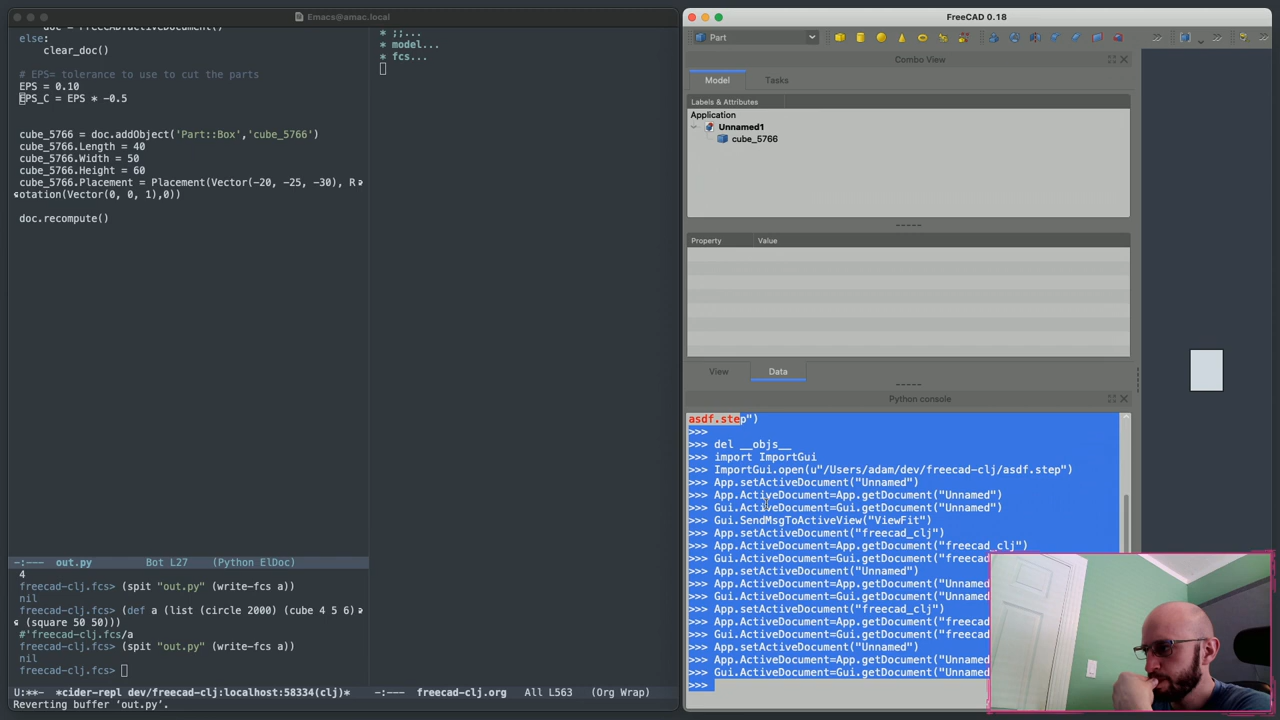 Emacs@amac.local
doc = FreeCAD.activeDocument()
else:
clear_doc()
# EPS= tolerance to use to cut the parts
EPS = 0.10
EPS_C = EPS * -0.5
cube_5766 = doc.addObject('Part::Box','cube_5766')
cube_5766.Length = 40
cube_5766.Width = 50
cube_5766.Height = 60
cube_5766.Placement = Placement(Vector(-20, -25, -30), R
otation(Vector(0, 0, 1),0))
doc.recompute()
-:--- out.py Bot L27 (Python ElDoc)
4
freecad-clj.fcs> (spit "out.py" (write-fcs a))
nil
freecad-clj.fcs> (def a (list (circle 2000) (cube 4 5 6)
(square 50 50)))
#'freecad-clj.fcs/a
freecad-clj.fcs> (spit "out.py" (write-fcs a))
nil
freecad-clj.fcs>
U:**- *cider-repl dev/freecad-clj:localhost:58334(clj)*
Reverting buffer ‘out.py’.
* ;;...
* model...
* fcs...
-:--- freecad-clj.org All L563 (Org Wrap)
FreeCAD 0.18
Part
Combo View
Model Tasks
Labels & Attributes
Application
Unnamed1
cube_5766
Property Value
View Data
Python console
asdf.step")
>>>
>>> del __objs__
>>> import ImportGui
>>> ImportGui.open(u"/Users/adam/dev/freecad-clj/asdf.step")
>>> App.setActiveDocument("Unnamed")
>>> App.ActiveDocument=App.getDocument("Unnamed")
>>> Gui.ActiveDocument=Gui.getDocument("Unnamed")
>>> Gui.SendMsgToActiveView("ViewFit")
>>> App.setActiveDocument("freecad_clj")
>>> App.ActiveDocument=App.getDocument("freecad_clj")
>>> Gui.ActiveDocument=Gui.getDocument("freec
>>> App.setActiveDocument("Unnamed")
>>> App.ActiveDocument=App.getDocument("Unnam
>>> Gui.ActiveDocument=Gui.getDocument("Unnam
>>> App.setActiveDocument("freecad_clj")
>>> App.ActiveDocument=App.getDocument("freec
>>> Gui.ActiveDocument=Gui.getDocument("freec
>>> App.setActiveDocument("Unnamed")
>>> App.ActiveDocument=App.getDocument("Unnam
>>> Gui.ActiveDocument=Gui.getDocument("Unnam
>>>